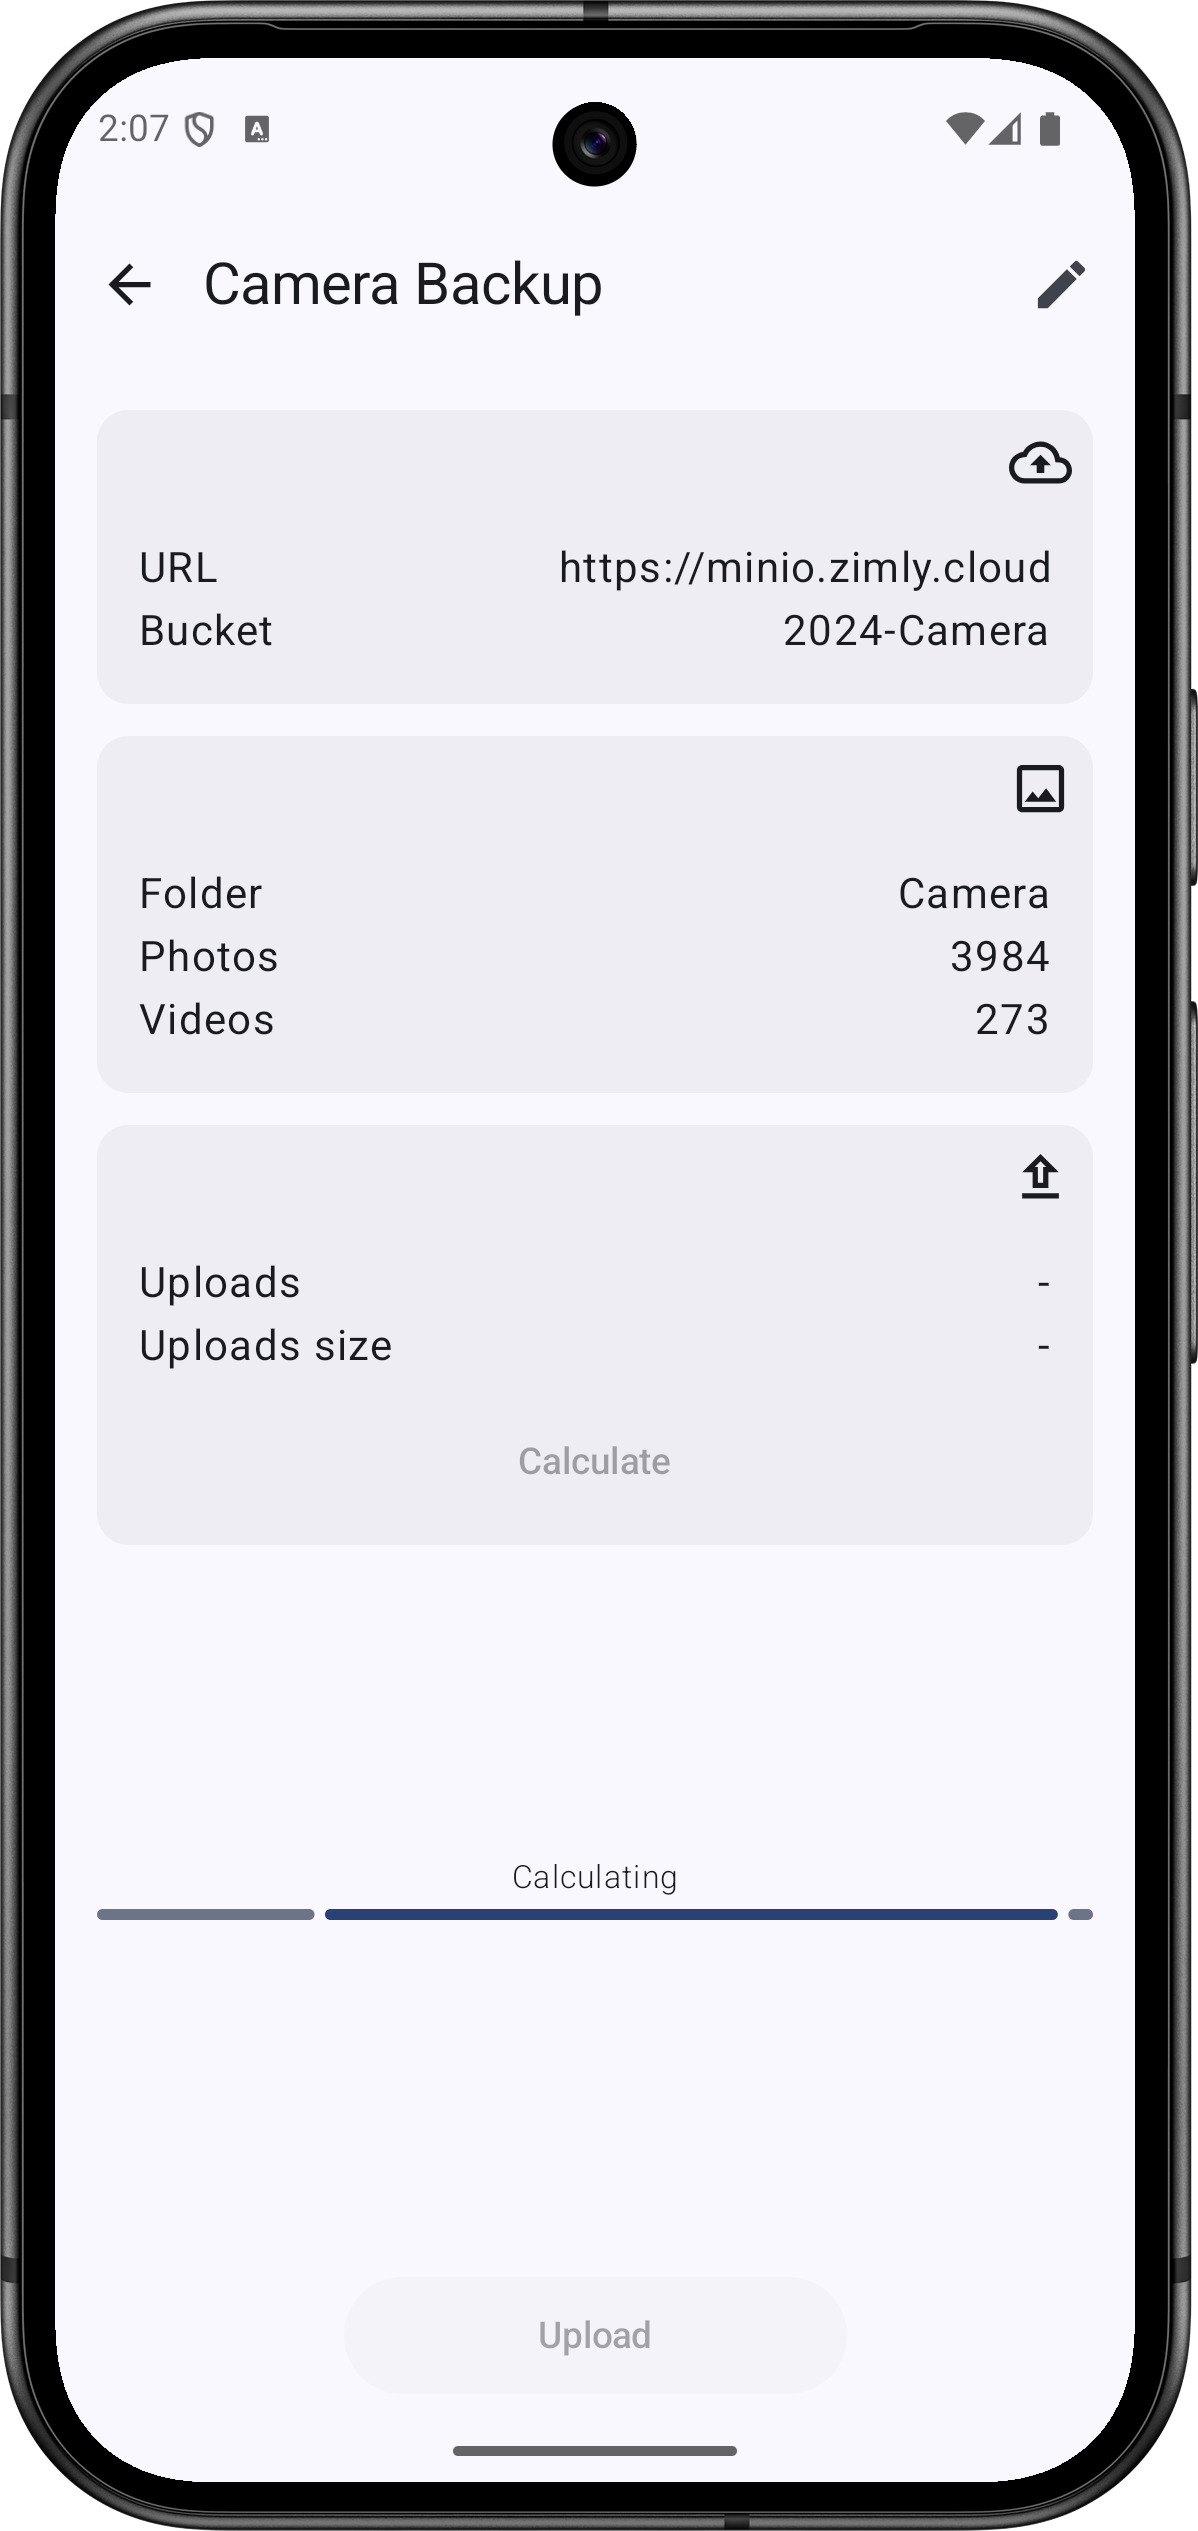 2:07
Camera Backup
URL https://minio.zimly.cloud
Bucket 2024-Camera
Folder Camera
Photos 3984
Videos 273
Uploads -
Uploads size -
Calculate
Calculating
Upload